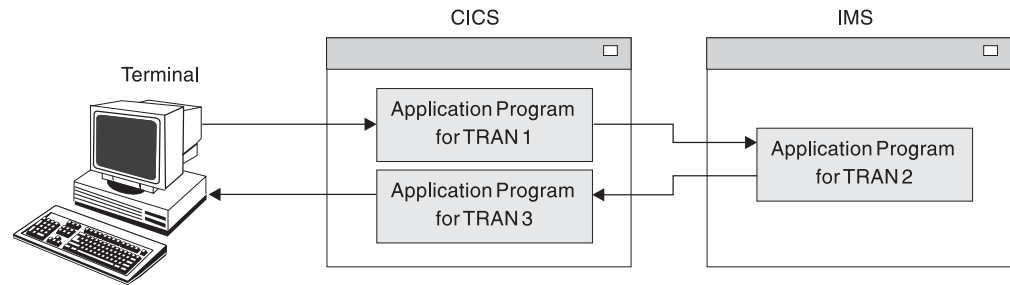 CICS
IMS
Terminal
Application Program
for TRAN 1
Application Program
for TRAN 2
Application Program
for TRAN 3